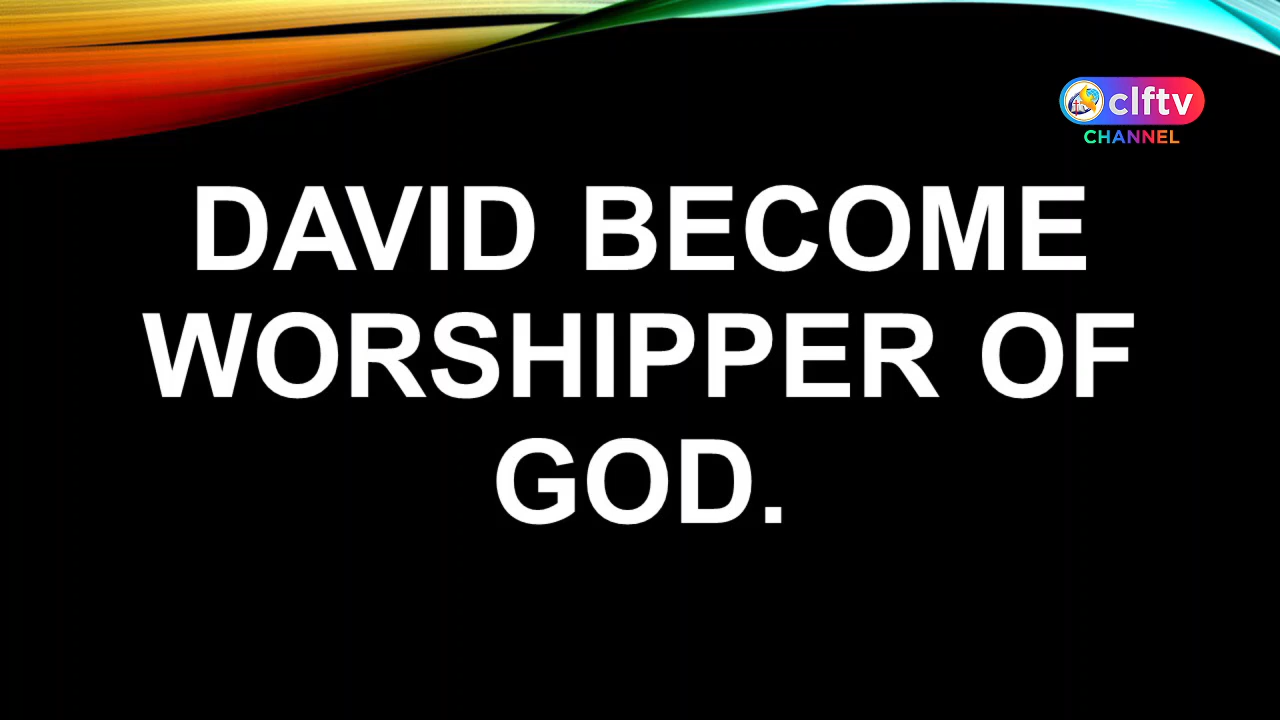 clftv
CHANNEL
DAVID BECOME
WORSHIPPER OF
GOD.